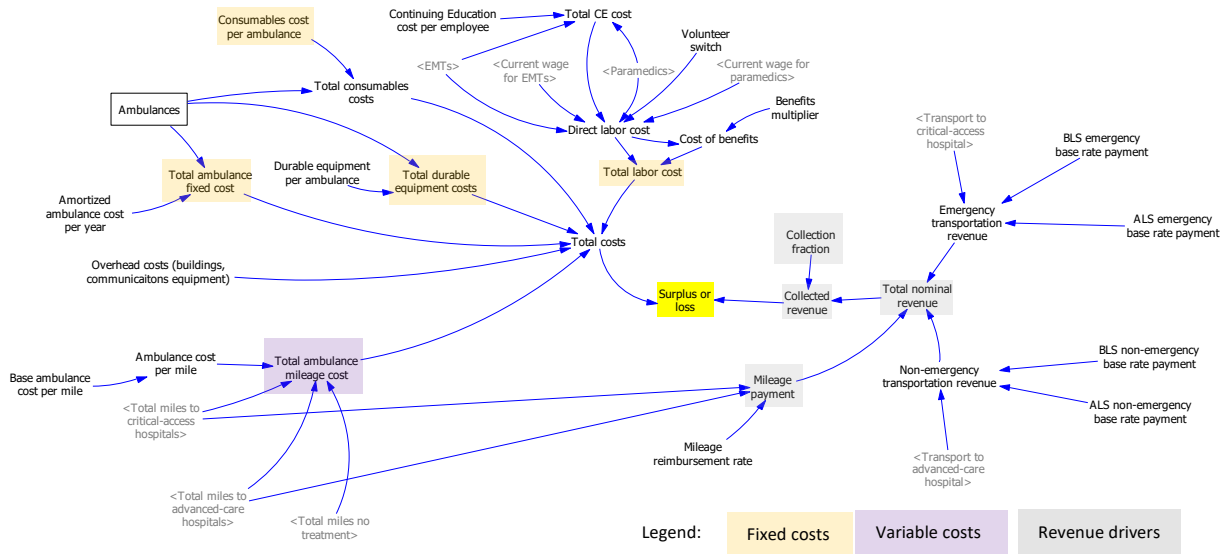 Consumables cost
per ambulance
Continuing Education
cost per employee
Total CE cost
Volunteer
switch
<EMTs>
<Current wage
for EMTs>
<Paramedics>
<Current wage for
paramedics>
Total consumables
costs
Ambulances
Benefits
multiplier
Direct labor cost
Cost of benefits
<Transport to
critical-access
hospital>
BLS emergency
base rate payment
Total ambulance
fixed cost
Durable equipment
per ambulance
Total durable
equipment costs
Total labor cost
Amortized
ambulance cost
per year
Emergency
transportation
revenue
ALS emergency
base rate payment
Total costs
Collection
fraction
Overhead costs (buildings,
communicaitons equipment)
Surplus or
loss
Collected
revenue
Total nominal
revenue
Ambulance cost
per mile
Total ambulance
mileage cost
BLS non-emergency
base rate payment
Base ambulance
cost per mile
Mileage
payment
Non-emergency
transportation revenue
<Total miles to
critical-access
hospitals>
ALS non-emergency
base rate payment
Mileage
reimbursement rate
<Transport to
advanced-care
hospital>
<Total miles to
advanced-care
hospitals>
<Total miles no
treatment>
Legend:
Fixed costs
Variable costs
Revenue drivers